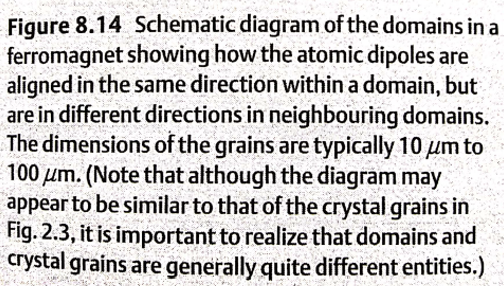 Figure 8.14 Schematic diagram of the domains in a
ferromagnet showing how the atomic dipoles are
aligned in the same direction within a domain, but
are in different directions in neighbouring domains.
The dimensions of the grains are typically 10 μm to
100 μm. (Note that although the diagram may
appear to be similar to that of the crystal grains in
Fig. 2.3, it is important to realize that domains and
crystal grains are generally quite different entities.)